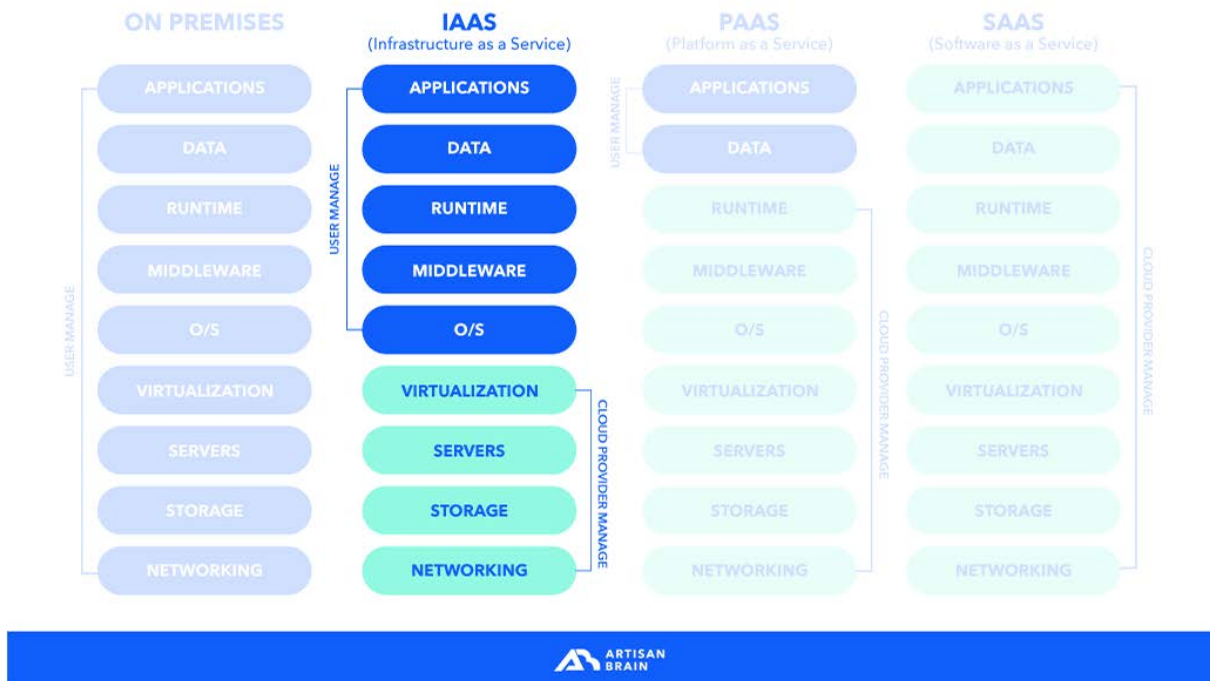 ON PREMISES
USER MANAGE
APPLICATIONS
DATA
RUNTIME
MIDDLEWARE
O/S
VIRTUALIZATION
SERVERS
STORAGE
NETWORKING
IAAS
(Infrastructure as a Service)
USER MANAGE
APPLICATIONS
DATA
RUNTIME
MIDDLEWARE
O/S
VIRTUALIZATION
SERVERS
STORAGE
NETWORKING
CLOUD PROVIDER MANAGE
PAAS
(Platform as a Service)
USER MANAGE
APPLICATIONS
DATA
RUNTIME
MIDDLEWARE
O/S
VIRTUALIZATION
SERVERS
STORAGE
NETWORKING
CLOUD PROVIDER MANAGE
SAAS
(Software as a Service)
APPLICATIONS
DATA
RUNTIME
MIDDLEWARE
O/S
VIRTUALIZATION
SERVERS
STORAGE
NETWORKING
CLOUD PROVIDER MANAGE
ARTISAN
BRAIN